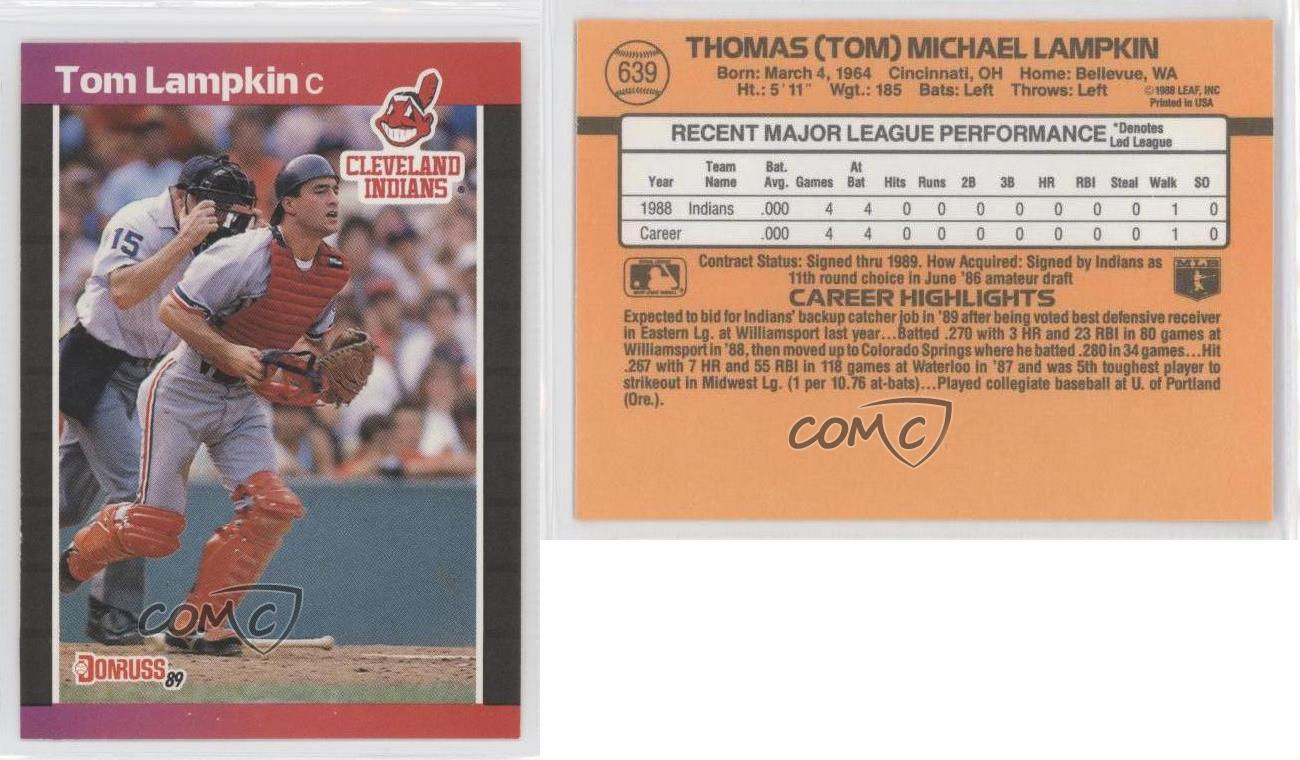 Tom Lampkin C
CLEVELAND
INDIANS
15
DONRUSS 89
COMC
639
THOMAS (TOM) MICHAEL LAMPKIN
Born: March 4, 1964 Cincinnati, OH Home: Bellevue, WA
Ht.: 5' 11" Wgt.: 185 Bats: Left Throws: Left
©1988 LEAF, INC
Printed in USA
RECENT MAJOR LEAGUE PERFORMANCE *Denotes
Led League
Year Team Name Bat. Avg. Games At Bat Hits Runs 2B 3B HR RBI Steal Walk SO
1988 Indians .000 4 4 0 0 0 0 0 0 0 1 0
Career .000 4 4 0 0 0 0 0 0 0 1 0
Contract Status: Signed thru 1989. How Acquired: Signed by Indians as
11th round choice in June '86 amateur draft
MLB
CAREER HIGHLIGHTS
Expected to bid for Indians' backup catcher job in '89 after being voted best defensive receiver
in Eastern Lg. at Williamsport last year...Batted .270 with 3 HR and 23 RBI in 80 games at
Williamsport in '88, then moved up to Colorado Springs where he batted .280 in 34 games...Hit
.267 with 7 HR and 55 RBI in 118 games at Waterloo in '87 and was 5th toughest player to
strikeout in Midwest Lg. (1 per 10.76 at-bats)...Played collegiate baseball at U. of Portland
(Ore.).
COMC